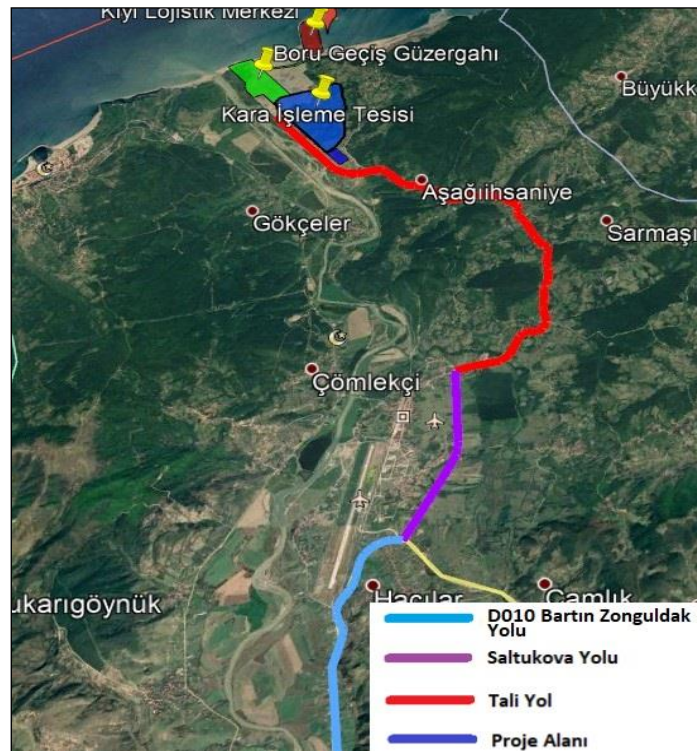 Kıyı Lojistik Merkezi
Boru Geçiş Güzergahı
Büyükk
Kara İşleme Tesisi
Aşağıihsaniye
Gökçeler
Sarmaşı
Çömlekçi
ukarıgöynük
Hacılar
Camlık
D010 Bartın Zonguldak
Yolu
Saltukova Yolu
Tali Yol
Proje Alanı